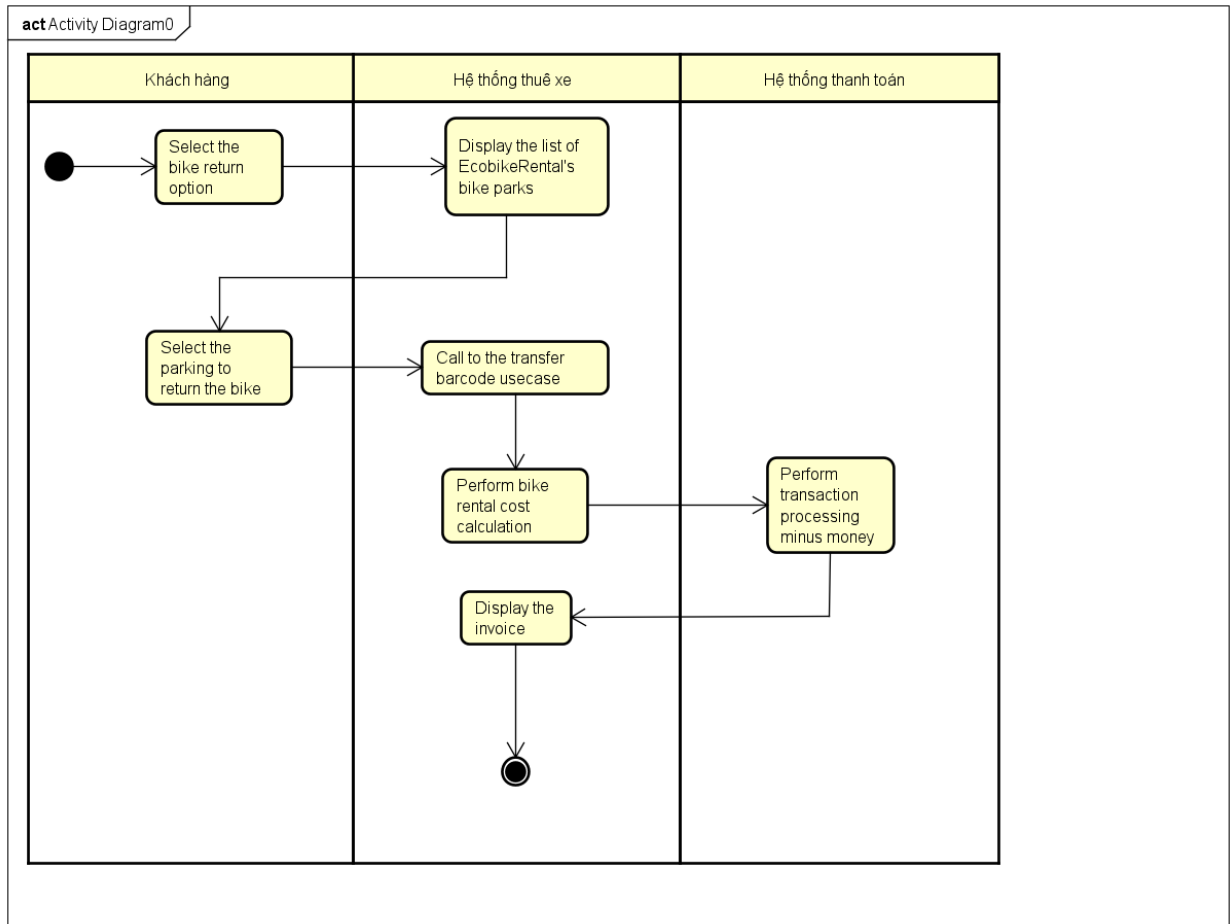 act Activity Diagram0
Khách hàng
Hệ thống thuê xe
Hệ thống thanh toán
Select the
bike return
option
Display the list of
EcobikeRental's
bike parks
Select the
parking to
return the bike
Call to the transfer
barcode usecase
Perform bike
rental cost
calculation
Perform
transaction
processing
minus money
Display the
invoice